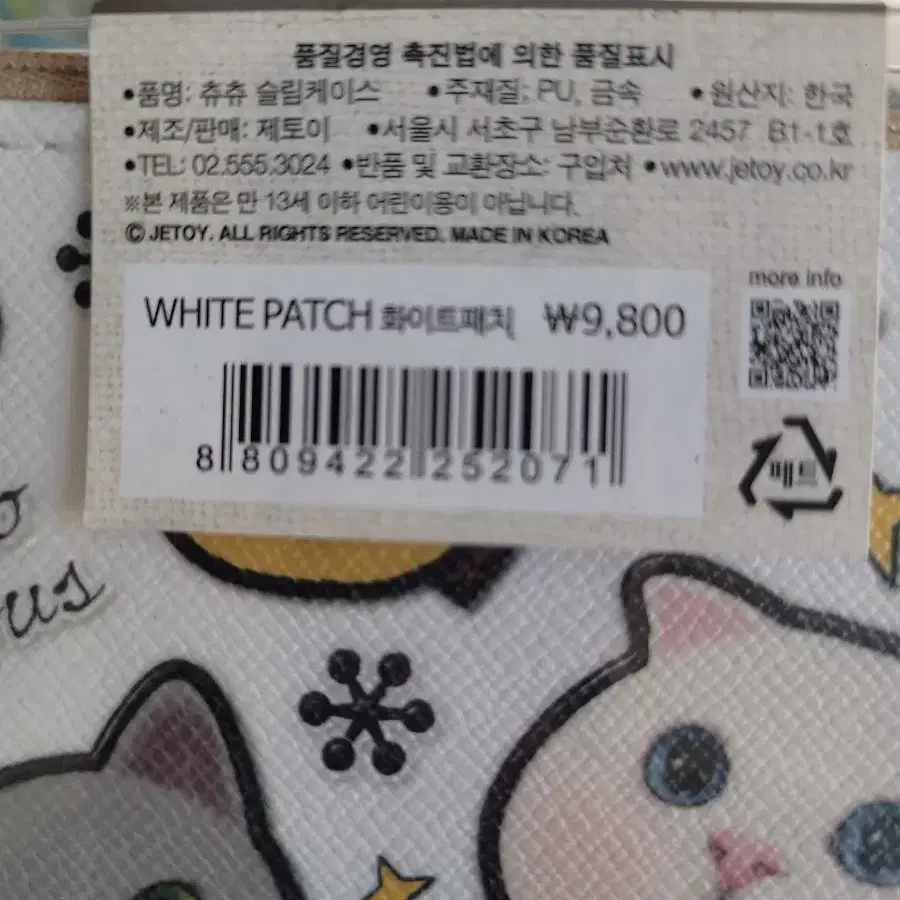 품질경영 촉진법에 의한 품질표시
•품명: 츄츄 슬림케이스 •주재질: PU, 금속 •원산지: 한국
•제조/판매: 제토이 •서울시 서초구 남부순환로 2457 B1-1호
•TEL: 02.555.3024 •반품 및 교환장소: 구입처 •www.jetoy.co.kr
※본 제품은 만 13세 이하 어린이용이 아닙니다.
© JETOY. ALL RIGHTS RESERVED. MADE IN KOREA
more info
WHITE PATCH 화이트패치 ₩9,800
8 809422 252071
페트
us